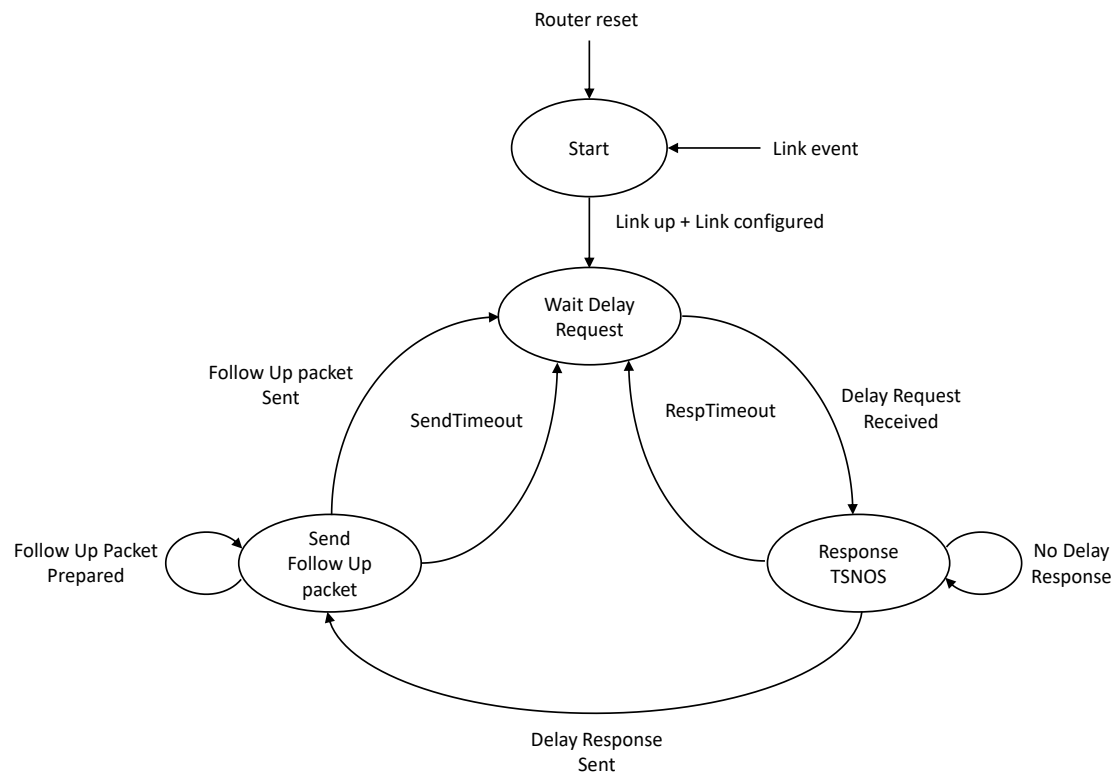 Router reset
Start
Link event
Link up + Link configured
Wait Delay
Request
Follow Up packet
Sent
SendTimeout
RespTimeout
Delay Request
Received
Follow Up Packet
Prepared
Send
Follow Up
packet
Response
TSNOS
No Delay
Response
Delay Response
Sent